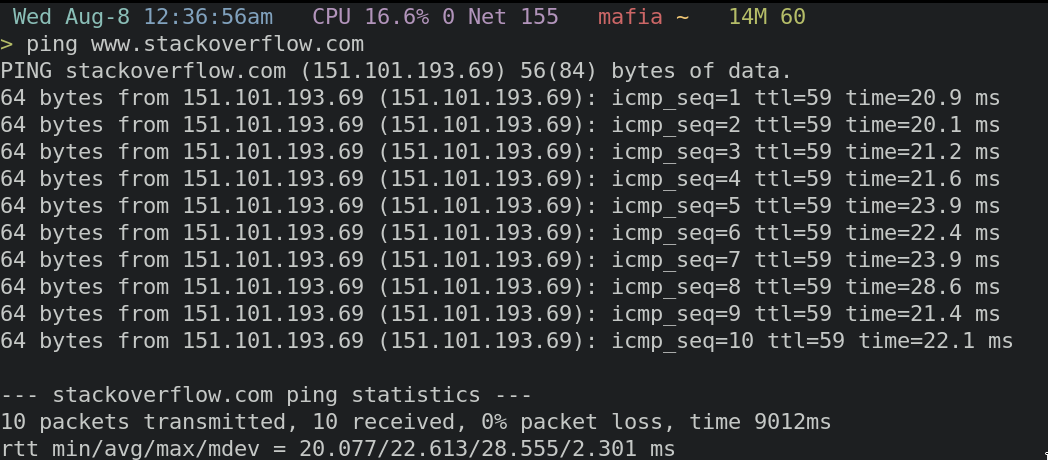 Wed Aug-8 12:36:56am CPU 16.6% 0 Net 155 mafia ~ 14M 60
> ping www.stackoverflow.com
PING stackoverflow.com (151.101.193.69) 56(84) bytes of data.
64 bytes from 151.101.193.69 (151.101.193.69): icmp_seq=1 ttl=59 time=20.9 ms
64 bytes from 151.101.193.69 (151.101.193.69): icmp_seq=2 ttl=59 time=20.1 ms
64 bytes from 151.101.193.69 (151.101.193.69): icmp_seq=3 ttl=59 time=21.2 ms
64 bytes from 151.101.193.69 (151.101.193.69): icmp_seq=4 ttl=59 time=21.6 ms
64 bytes from 151.101.193.69 (151.101.193.69): icmp_seq=5 ttl=59 time=23.9 ms
64 bytes from 151.101.193.69 (151.101.193.69): icmp_seq=6 ttl=59 time=22.4 ms
64 bytes from 151.101.193.69 (151.101.193.69): icmp_seq=7 ttl=59 time=23.9 ms
64 bytes from 151.101.193.69 (151.101.193.69): icmp_seq=8 ttl=59 time=28.6 ms
64 bytes from 151.101.193.69 (151.101.193.69): icmp_seq=9 ttl=59 time=21.4 ms
64 bytes from 151.101.193.69 (151.101.193.69): icmp_seq=10 ttl=59 time=22.1 ms
--- stackoverflow.com ping statistics ---
10 packets transmitted, 10 received, 0% packet loss, time 9012ms
rtt min/avg/max/mdev = 20.077/22.613/28.555/2.301 ms